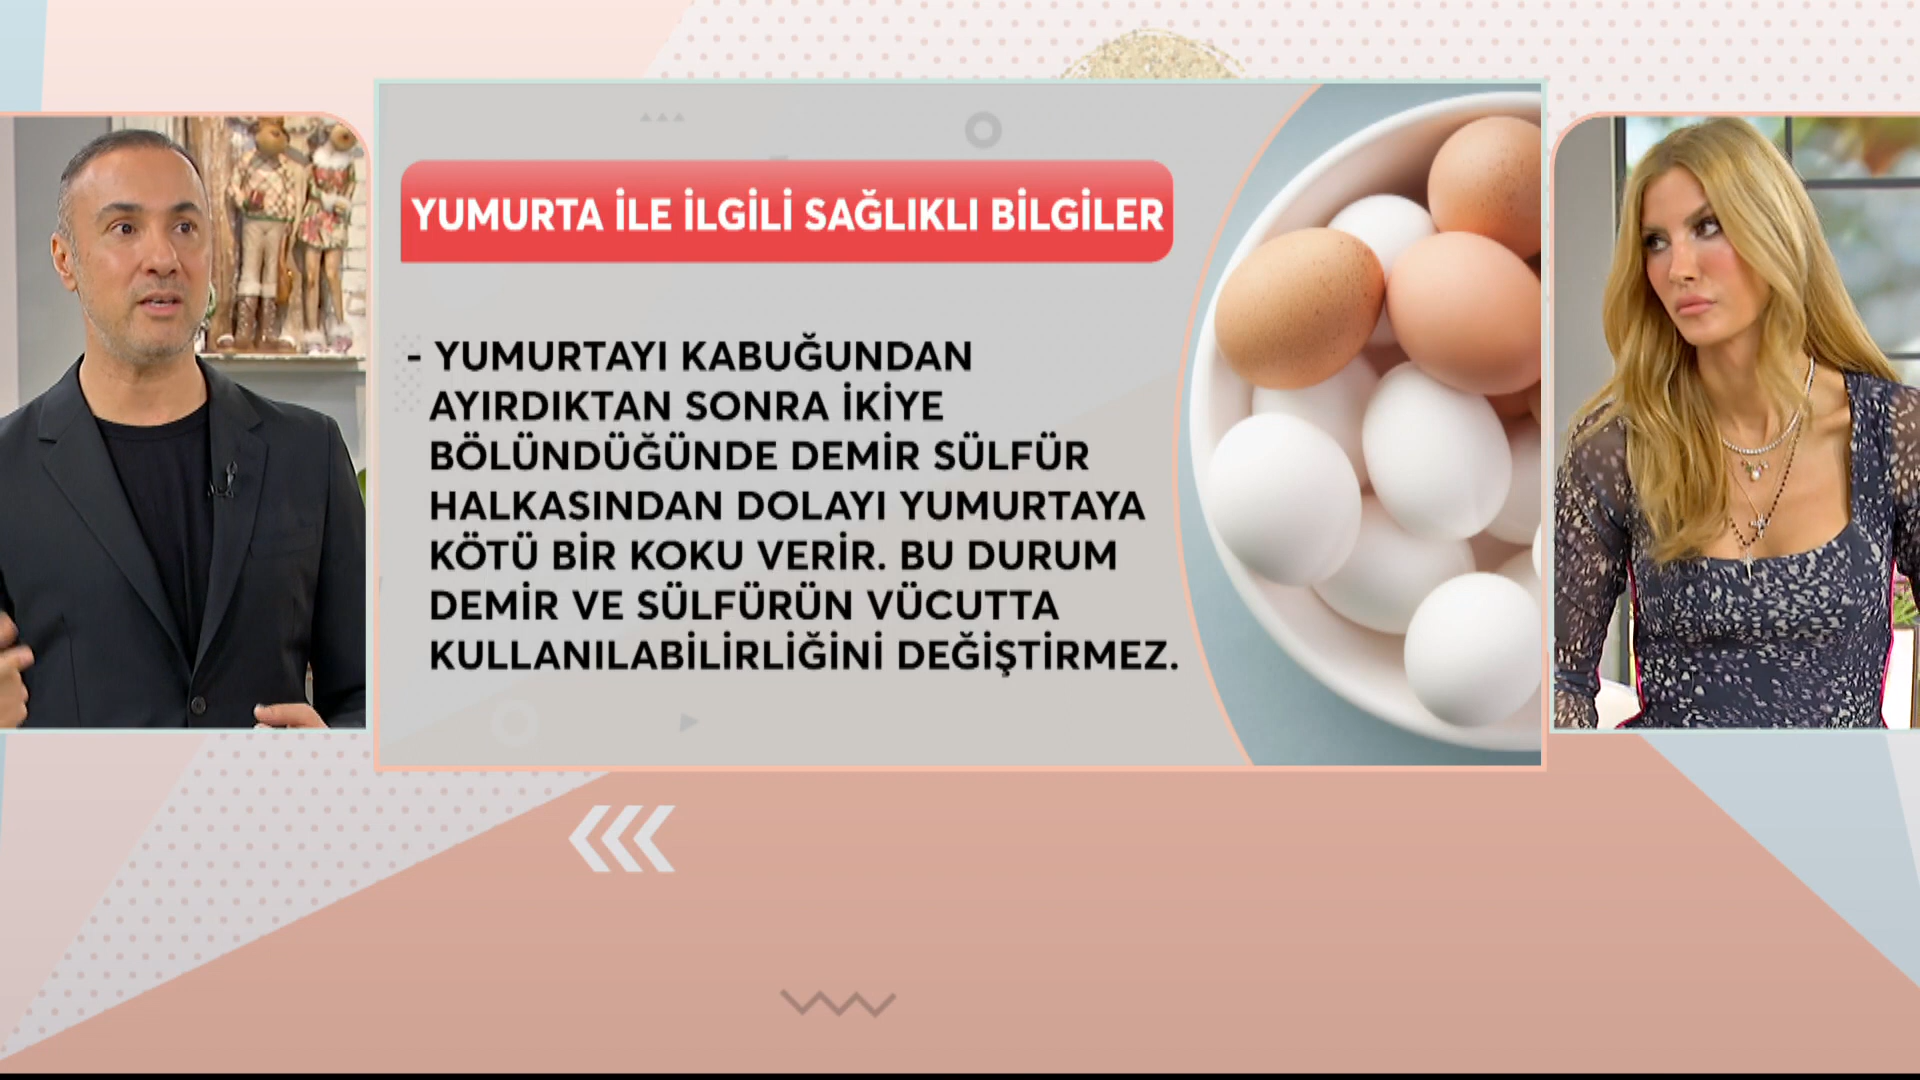 YUMURTA İLE İLGİLİ SAĞLIKLI BİLGİLER
- YUMURTAYI KABUĞUNDAN
AYIRDIKTAN SONRA İKİYE
BÖLÜNDÜĞÜNDE DEMİR SÜLFÜR
HALKASINDAN DOLAYI YUMURTAYA
KÖTÜ BİR KOKU VERİR. BU DURUM
DEMİR VE SÜLFÜRÜN VÜCUTTA
KULLANILABİLİRLİĞİNİ DEĞİŞTİRMEZ.